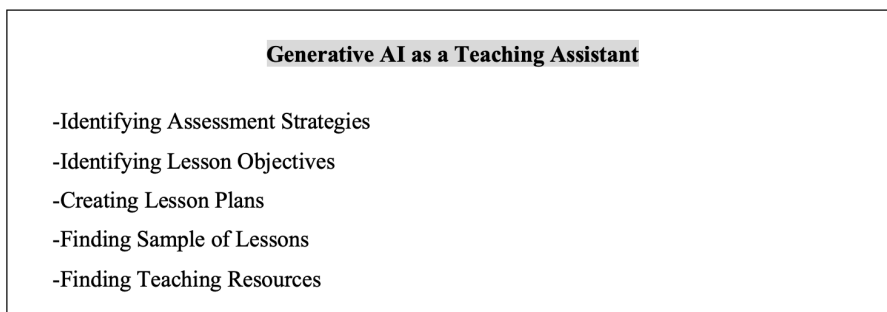 Generative AI as a Teaching Assistant
-Identifying Assessment Strategies
-Identifying Lesson Objectives
-Creating Lesson Plans
-Finding Sample of Lessons
-Finding Teaching Resources